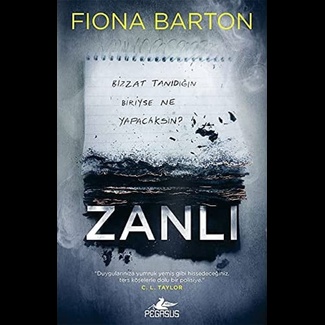 FIONA BARTON
BİZZAT TANIDIĞIN
BİRİYSE NE
YAPACAKSIN?
ZANLI
"Duygularınıza yumruk yemiş gibi hissedeceğiniz,
ters köşelerle dolu bir polisiye."
C. L. TAYLOR
PEGASUS